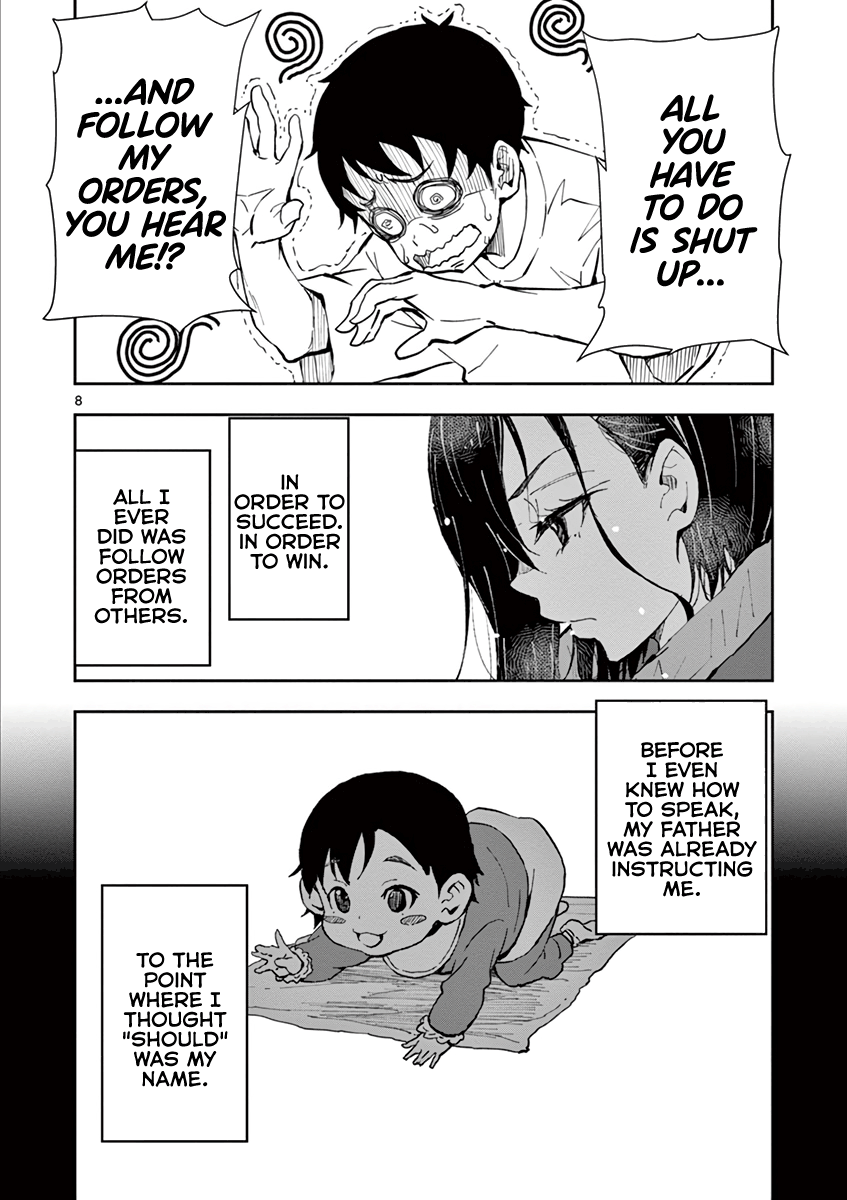 ALL
YOU
HAVE
TO DO
IS SHUT
UP...
...AND
FOLLOW
MY
ORDERS,
YOU HEAR
ME!?
8
IN
ORDER TO
SUCCEED.
IN ORDER
TO WIN.
ALL I
EVER
DID WAS
FOLLOW
ORDERS
FROM
OTHERS.
BEFORE
I EVEN
KNEW HOW
TO SPEAK,
MY FATHER
WAS ALREADY
INSTRUCTING
ME.
TO THE
POINT
WHERE I
THOUGHT
"SHOULD"
WAS MY
NAME.